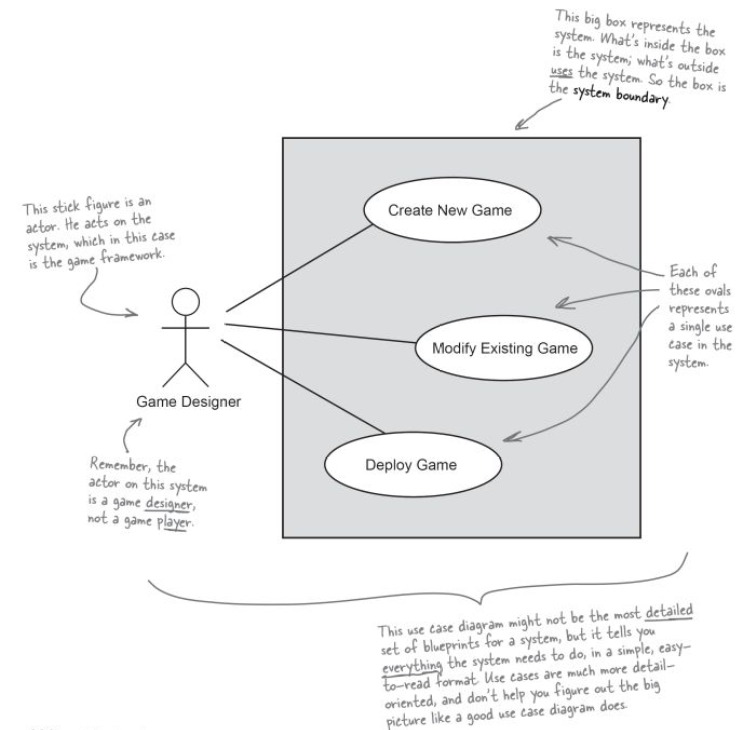 This big box represents the
system. What's inside the box
is the system; what's outside
uses the system. So the box is
the system boundary.
This stick figure is an
actor. He acts on the
system, which in this case
is the game framework.
Create New Game
Each of
these ovals
represents
a single use
case in the
system.
Modify Existing Game
Game Designer
Remember, the
actor on this system
is a game designer,
not a game player.
Deploy Game
This use case diagram might not be the most detailed
set of blueprints for a system, but it tells you
everything the system needs to do, in a simple, easy-
to-read format. Use cases are much more detail-
oriented, and don't help you figure out the big
picture like a good use case diagram does.